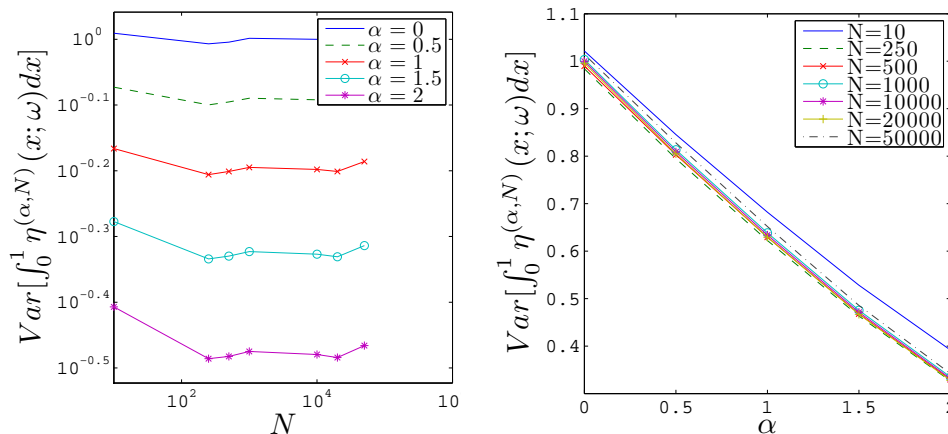 10^0
10^-0.1
10^-0.2
10^-0.3
10^-0.4
10^-0.5
Var[∫_0^1 η^(α,N)(x; ω)dx]
α = 0
α = 0.5
α = 1
α = 1.5
α = 2
10^2
10^4
10
N
1
0.9
0.8
0.7
0.6
0.5
0.4
Var[∫_0^1 η^(α,N)(x; ω)dx]
N=10
N=250
N=500
N=1000
N=10000
N=20000
N=50000
0
0.5
1
1.5
2
α